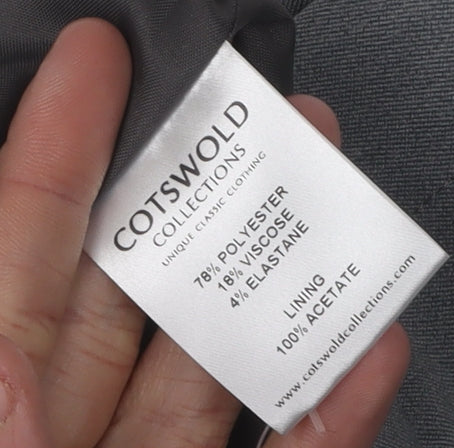 COTSWOLD
COLLECTIONS
UNIQUE CLASSIC CLOTHING
78% POLYESTER
18% VISCOSE
4% ELASTANE
LINING
100% ACETATE
www.cotswoldcollections.com